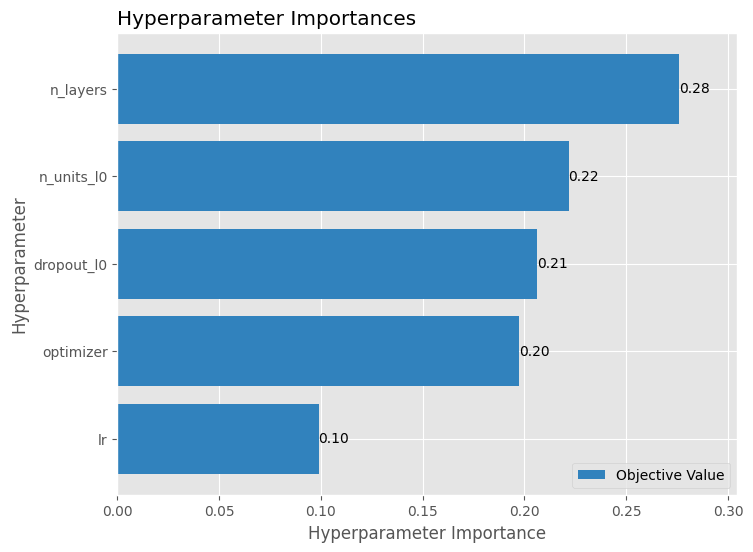 Hyperparameter Importances
Hyperparameter
n_layers
0.28
n_units_l0
0.22
dropout_l0
0.21
optimizer
0.20
lr
0.10
Objective Value
0.00 0.05 0.10 0.15 0.20 0.25 0.30
Hyperparameter Importance